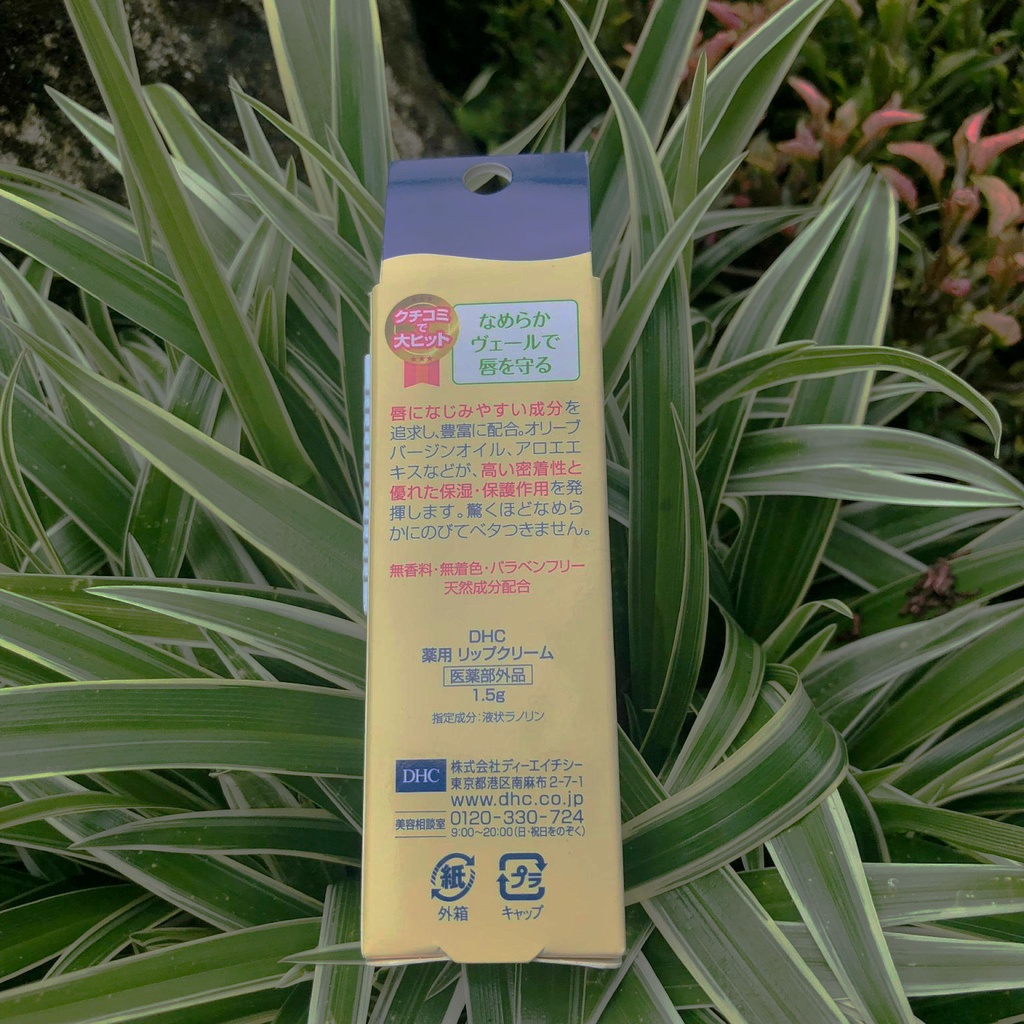 クチコミ
で
大ヒット
なめらか
ヴェールで
唇を守る
唇になじみやすい成分を
追求し、豊富に配合。オリーブ
バージンオイル、アロエエ
キスなどが、高い密着性と
優れた保湿・保護作用を発
揮します。驚くほどなめら
かにのびてベタつきません。
無香料・無着色・パラベンフリー
天然成分配合
DHC
薬用 リップクリーム
医薬部外品
1.5g
指定成分:液状ラノリン
DHC
株式会社ディーエイチシー
東京都港区南麻布2-7-1
www.dhc.co.jp
美容相談室 0120-330-724
9:00〜20:00(日・祝日をのぞく)
紙 プラ
外箱 キャップ